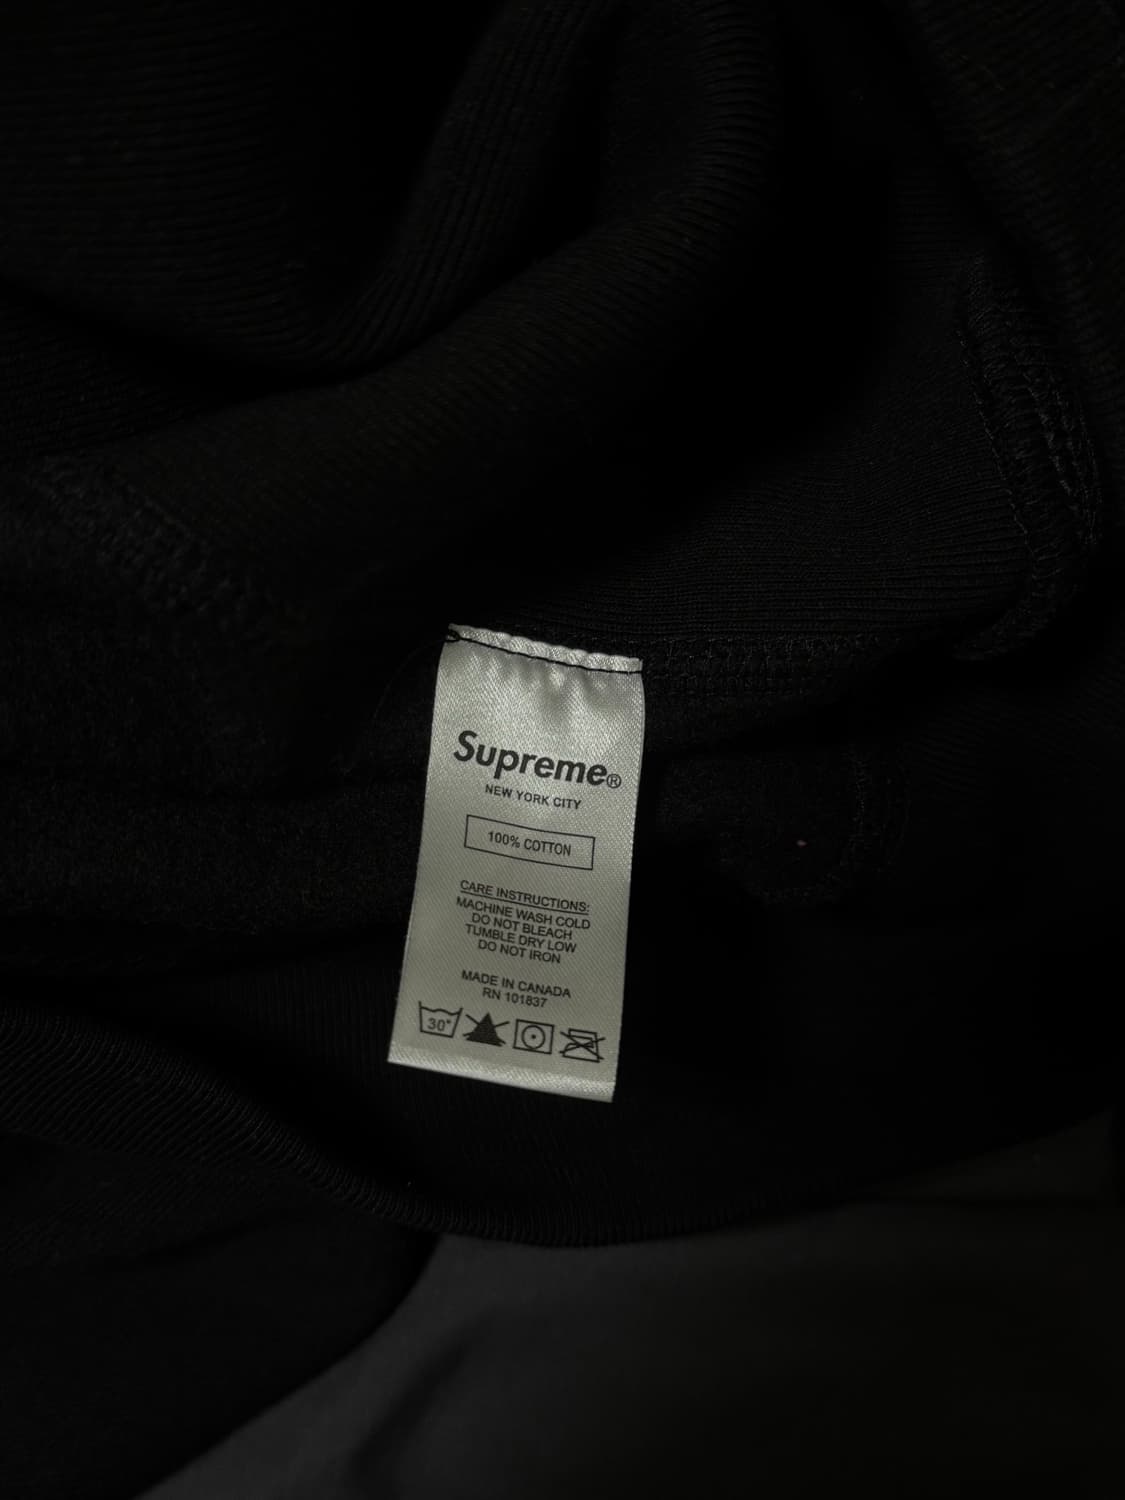 Supreme®
NEW YORK CITY
100% COTTON
CARE INSTRUCTIONS:
MACHINE WASH COLD
DO NOT BLEACH
TUMBLE DRY LOW
DO NOT IRON
MADE IN CANADA
RN 101837
30°